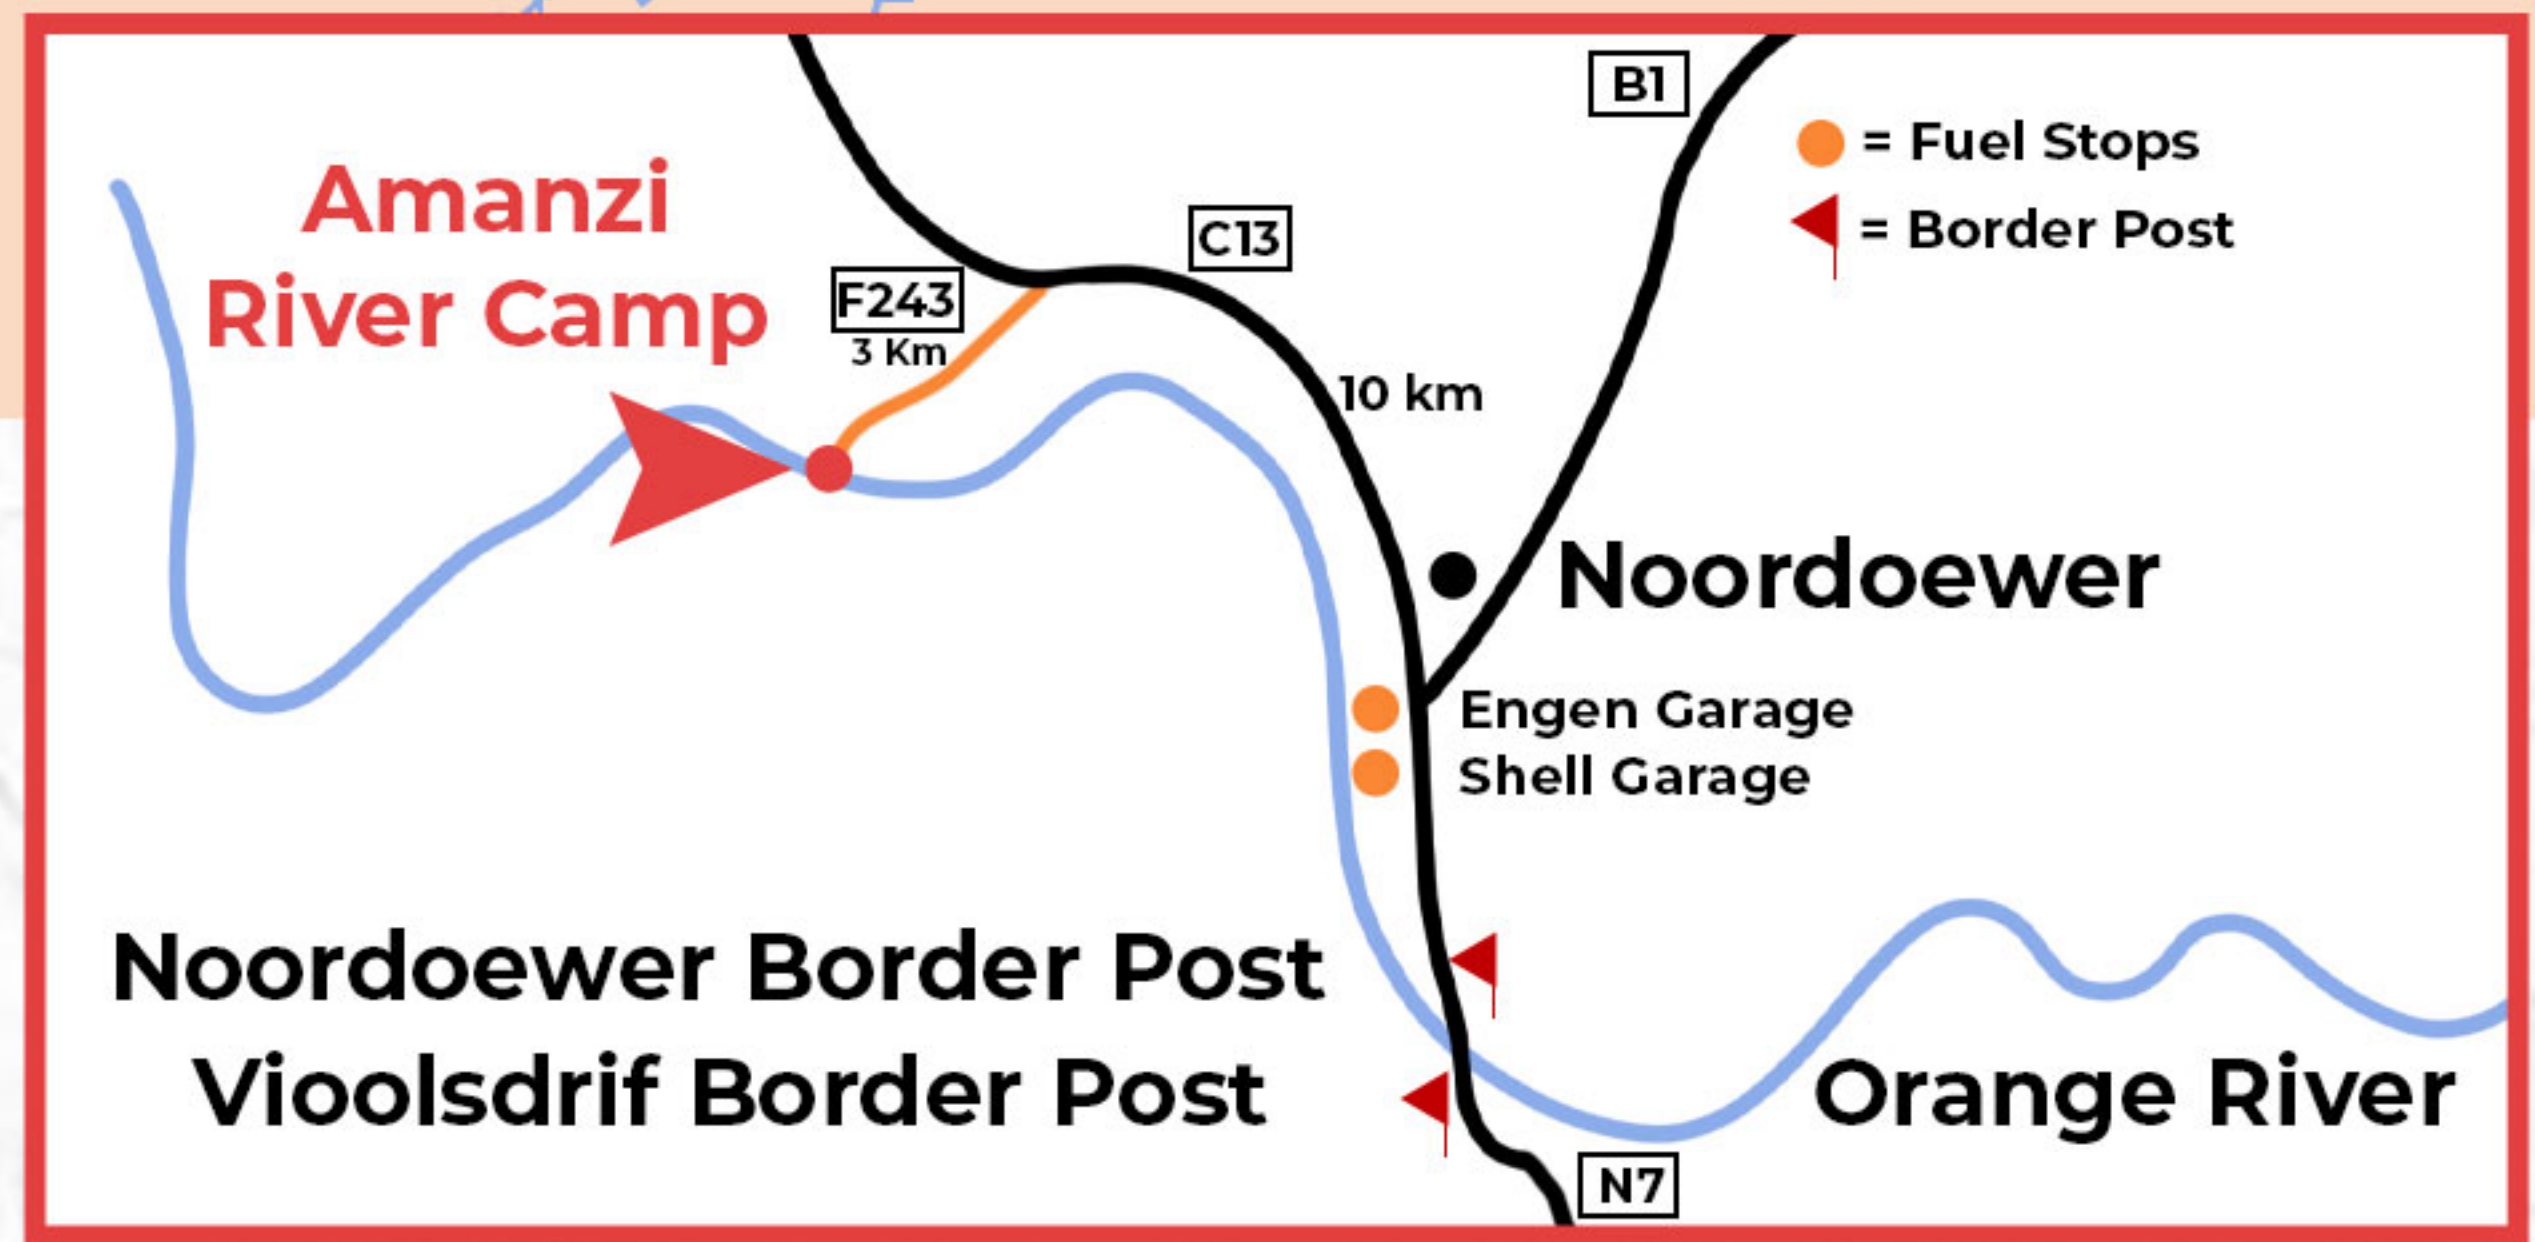 B1
= Fuel Stops
= Border Post
Amanzi
River Camp
C13
F243
3 Km
10 km
Noordoewer
Engen Garage
Shell Garage
Noordoewer Border Post
Vioolsdrif Border Post
Orange River
N7